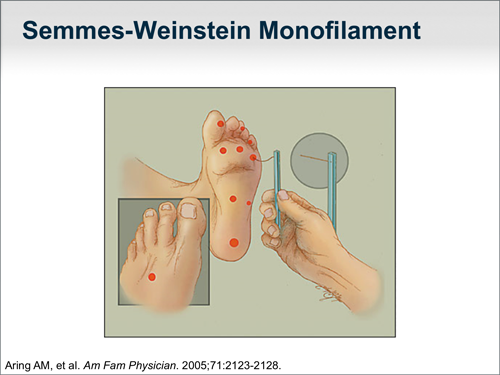 Semmes-Weinstein Monofilament
Aring AM, et al. Am Fam Physician. 2005;71:2123-2128.